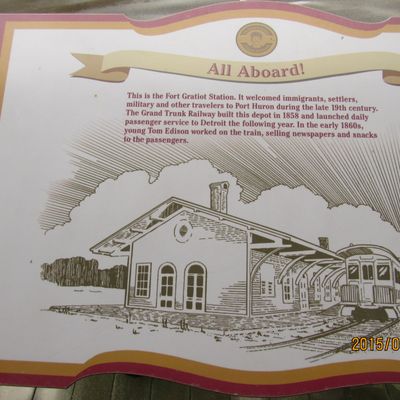 All Aboard!
This is the Fort Gratiot Station. It welcomed immigrants, settlers,
military and other travelers to Port Huron during the late 19th century.
The Grand Trunk Railway built this depot in 1858 and launched daily
passenger service to Detroit the following year. In the early 1860s,
young Tom Edison worked on the train, selling newspapers and snacks
to the passengers.
2015/0